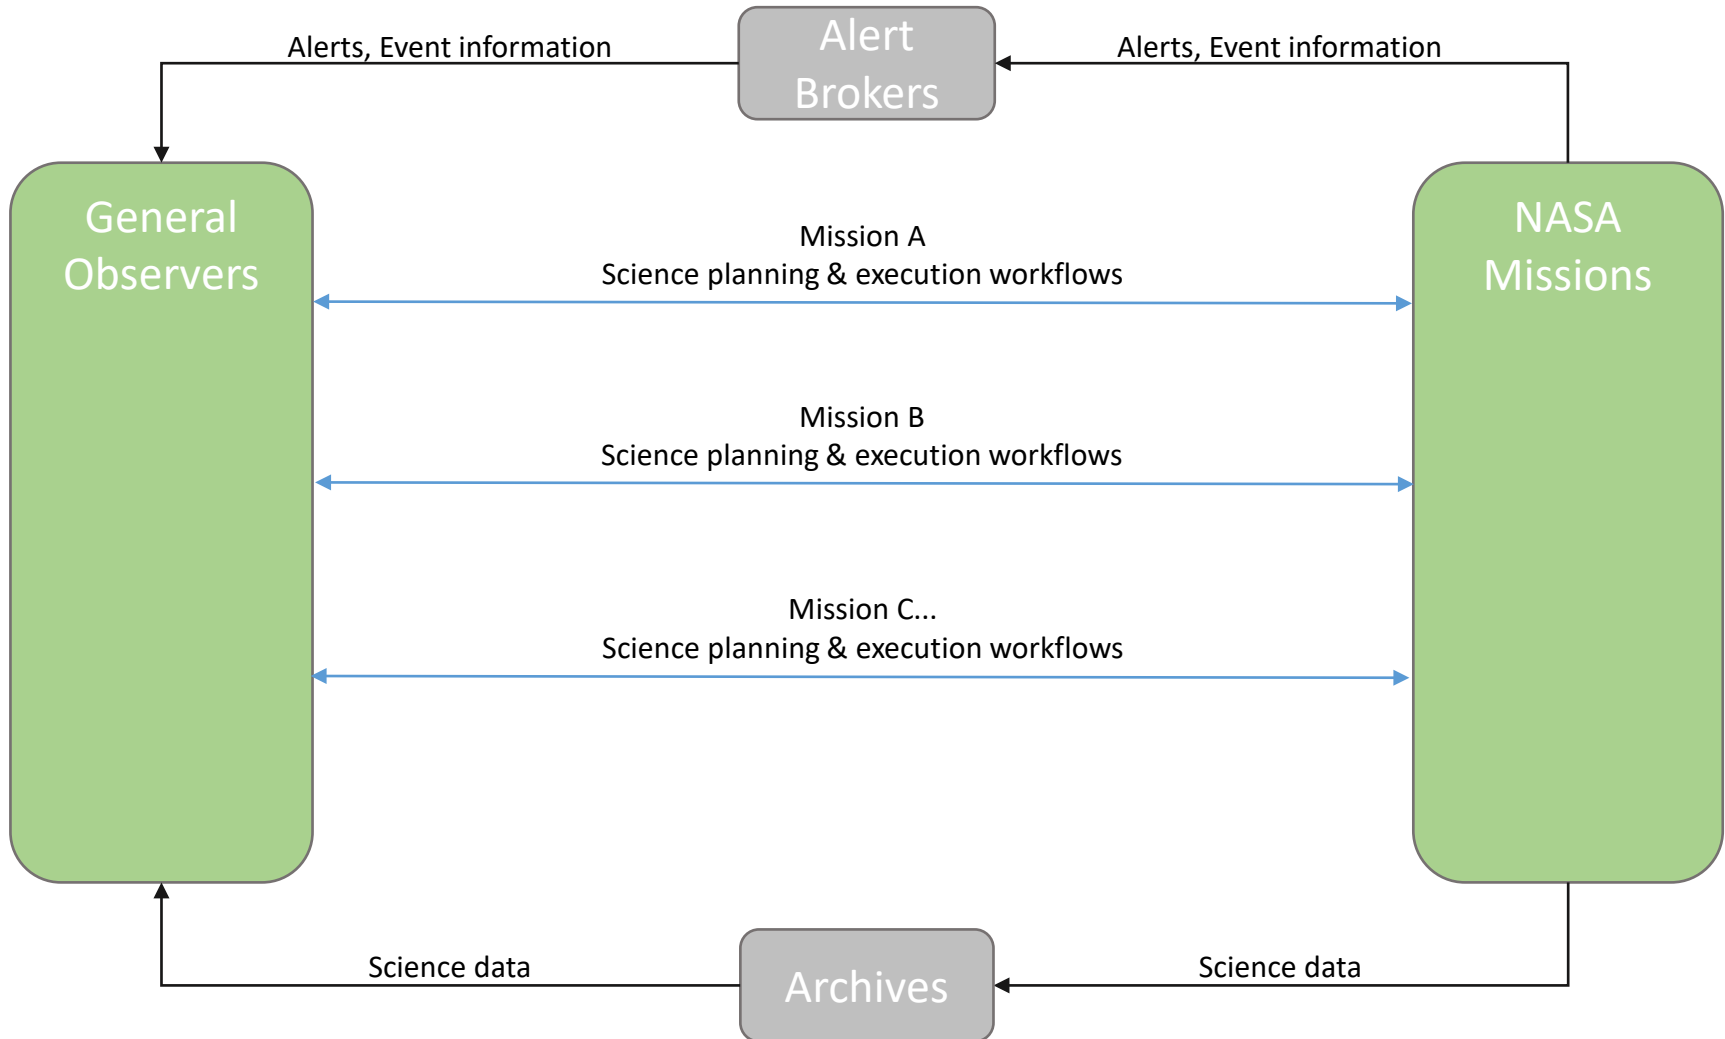 Alert
Brokers
Alerts, Event information
Alerts, Event information
General
Observers
NASA
Missions
Mission A
Science planning & execution workflows
Mission B
Science planning & execution workflows
Mission C...
Science planning & execution workflows
Science data
Archives
Science data